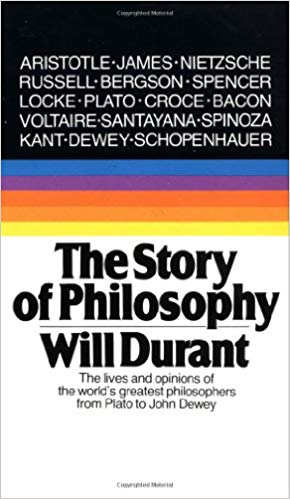 ARISTOTLE·JAMES·NIETZSCHE
RUSSELL·BERGSON·SPENCER
LOCKE·PLATO·CROCE·BACON
VOLTAIRE·SANTAYANA·SPINOZA
KANT·DEWEY·SCHOPENHAUER
The Story
of Philosophy
Will Durant
The lives and opinions of
the world's greatest philosophers
from Plato to John Dewey